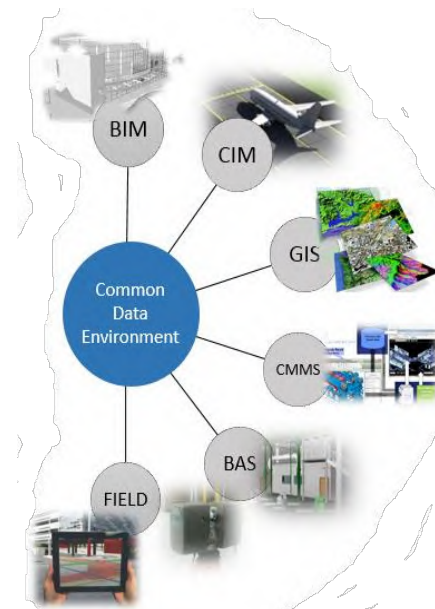 BIM
CIM
GIS
Common
Data
Environment
CMMS
BAS
FIELD